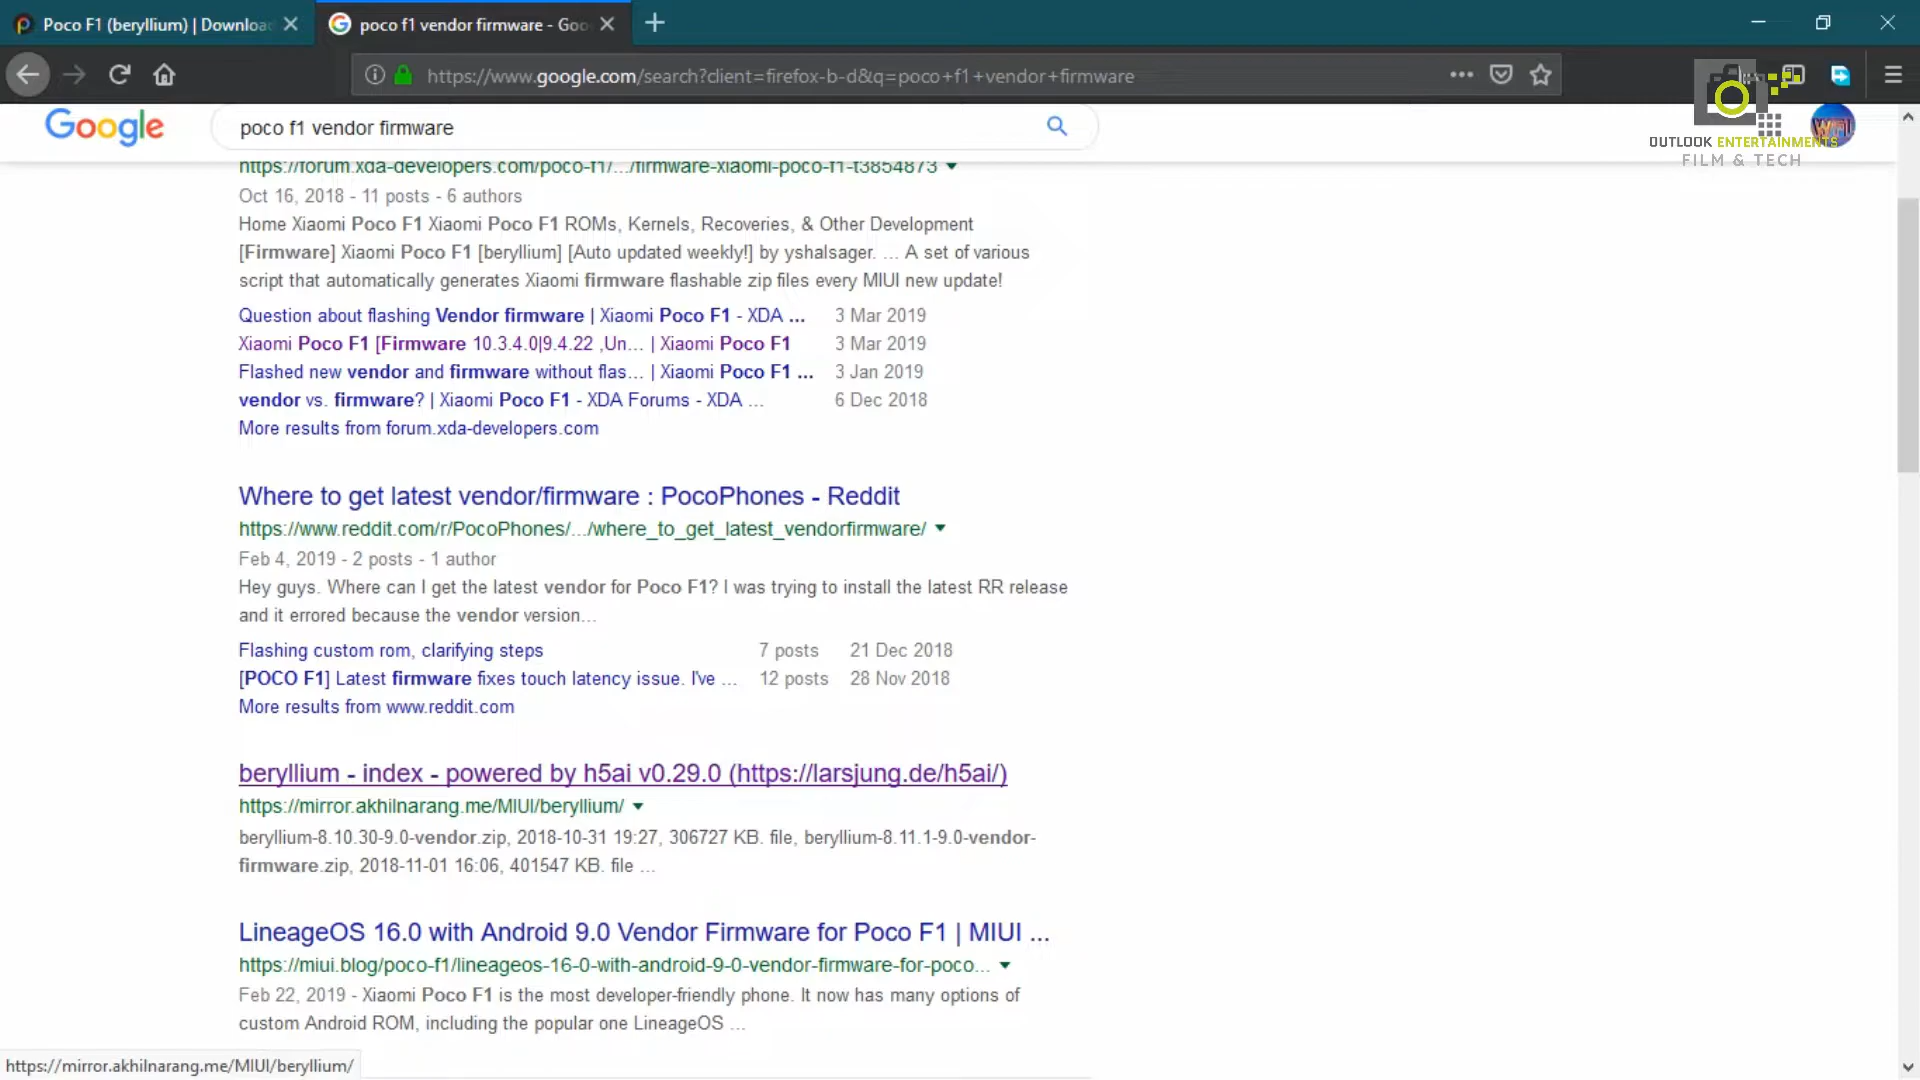 Poco F1 (beryllium) | Downloa
poco f1 vendor firmware - Goo
https://www.google.com/search?client=firefox-b-d&q=poco+f1+vendor+firmware
Google
poco f1 vendor firmware
OUTLOOK ENTERTAINMENTS
FILM & TECH
https://forum.xda-developers.com/poco-f1/.../firmware-xiaomi-poco-f1-t3854873
Oct 16, 2018 - 11 posts - 6 authors
Home Xiaomi Poco F1 Xiaomi Poco F1 ROMs, Kernels, Recoveries, & Other Development
[Firmware] Xiaomi Poco F1 [beryllium] [Auto updated weekly!] by yshalsager. ... A set of various
script that automatically generates Xiaomi firmware flashable zip files every MIUI new update!
Question about flashing Vendor firmware | Xiaomi Poco F1 - XDA ... 3 Mar 2019
Xiaomi Poco F1 [Firmware 10.3.4.0|9.4.22 ,Un... | Xiaomi Poco F1 3 Mar 2019
Flashed new vendor and firmware without flas... | Xiaomi Poco F1 ... 3 Jan 2019
vendor vs. firmware? | Xiaomi Poco F1 - XDA Forums - XDA ... 6 Dec 2018
More results from forum.xda-developers.com
Where to get latest vendor/firmware : PocoPhones - Reddit
https://www.reddit.com/r/PocoPhones/.../where_to_get_latest_vendorfirmware/
Feb 4, 2019 - 2 posts - 1 author
Hey guys. Where can I get the latest vendor for Poco F1? I was trying to install the latest RR release
and it errored because the vendor version...
Flashing custom rom, clarifying steps 7 posts 21 Dec 2018
[POCO F1] Latest firmware fixes touch latency issue. I've ... 12 posts 28 Nov 2018
More results from www.reddit.com
beryllium - index - powered by h5ai v0.29.0 (https://larsjung.de/h5ai/)
https://mirror.akhilnarang.me/MIUI/beryllium/
beryllium-8.10.30-9.0-vendor.zip, 2018-10-31 19:27, 306727 KB. file, beryllium-8.11.1-9.0-vendor-
firmware.zip, 2018-11-01 16:06, 401547 KB. file ...
LineageOS 16.0 with Android 9.0 Vendor Firmware for Poco F1 | MIUI ...
https://miui.blog/poco-f1/lineageos-16-0-with-android-9-0-vendor-firmware-for-poco...
Feb 22, 2019 - Xiaomi Poco F1 is the most developer-friendly phone. It now has many options of
custom Android ROM, including the popular one LineageOS ...
https://mirror.akhilnarang.me/MIUI/beryllium/